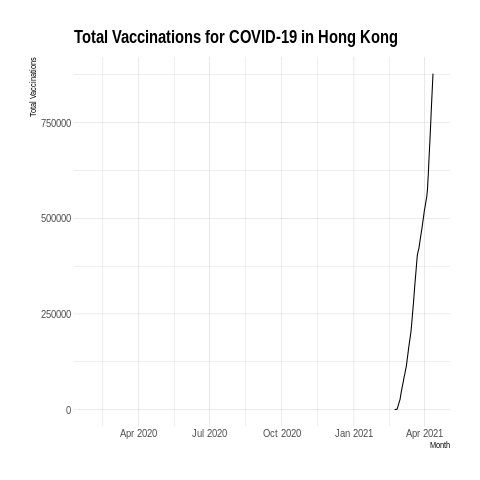 Total Vaccinations for COVID-19 in Hong Kong
Total Vaccinations
750000
500000
250000
0
Apr 2020 Jul 2020 Oct 2020 Jan 2021 Apr 2021
Month